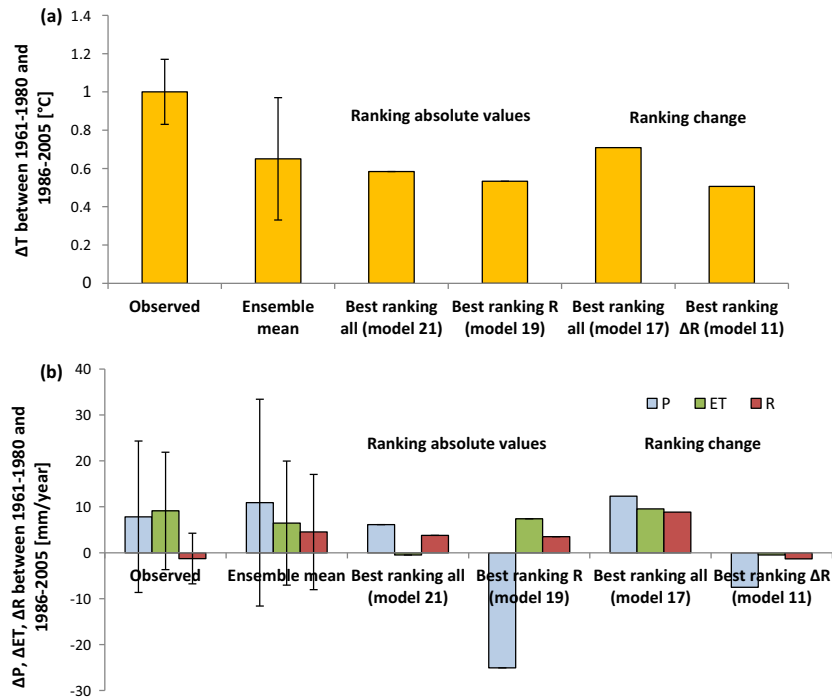 (a)
ΔT between 1961-1980 and
1986-2005 [°C]
1.4
1.2
1
0.8
0.6
0.4
0.2
0
Ranking absolute values
Ranking change
Observed
Ensemble
mean
Best ranking
all (model 21)
Best ranking R
(model 19)
Best ranking
all (model 17)
Best ranking
ΔR (model 11)
(b)
ΔP, ΔET, ΔR between 1961-1980 and
1986-2005 [mm/year]
40
30
20
10
0
-10
-20
-30
P ET R
Ranking absolute values
Ranking change
Observed
Ensemble mean
Best ranking all
(model 21)
Best ranking R
(model 19)
Best ranking all
(model 17)
Best ranking ΔR
(model 11)